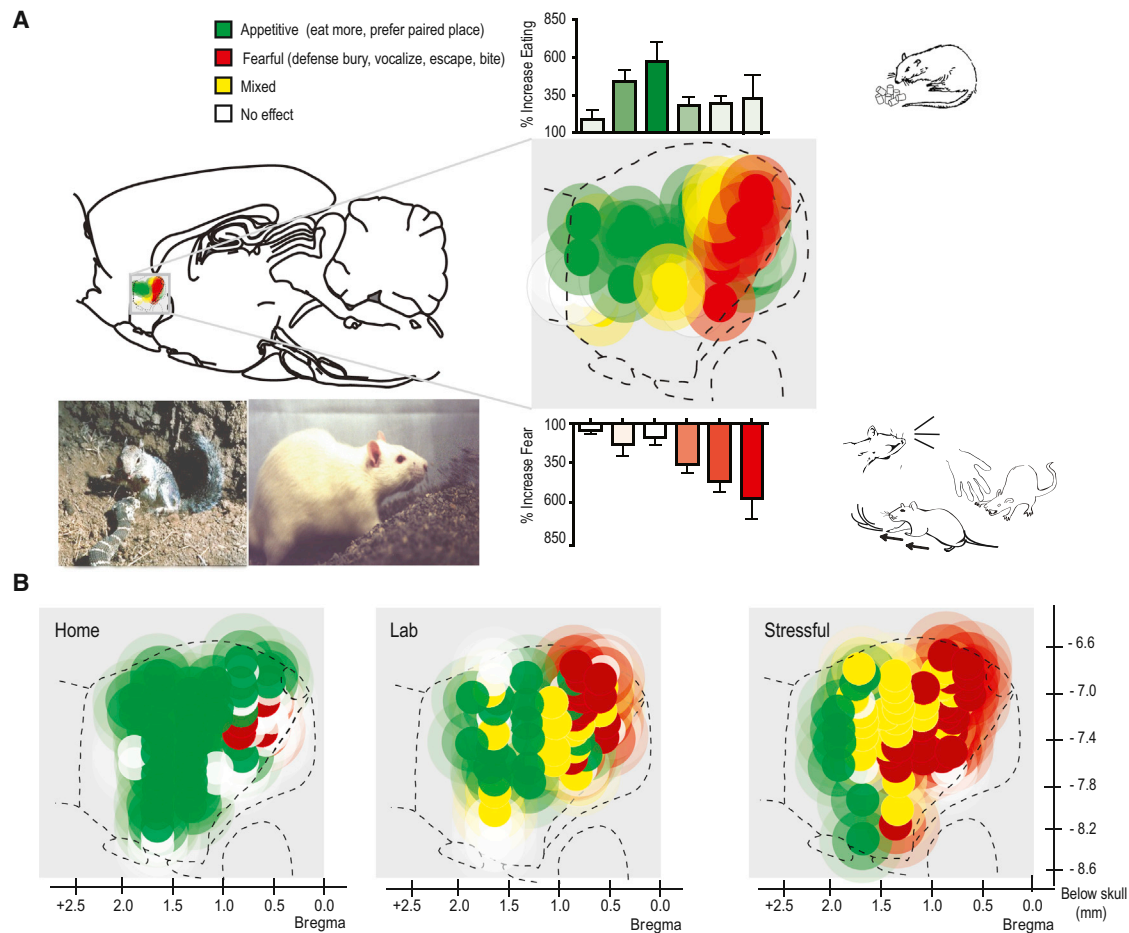 A
Appetitive (eat more, prefer paired place)
Fearful (defense bury, vocalize, escape, bite)
Mixed
No effect
% Increase Eating
850
600
350
100
% Increase Fear
100
350
600
850
B
Home
Lab
Stressful
- 6.6
- 7.0
- 7.4
- 7.8
- 8.2
- 8.6
Below skull
(mm)
+2.5 2.0 1.5 1.0 0.5 0.0
Bregma
+2.5 2.0 1.5 1.0 0.5 0.0
Bregma
+2.5 2.0 1.5 1.0 0.5 0.0
Bregma